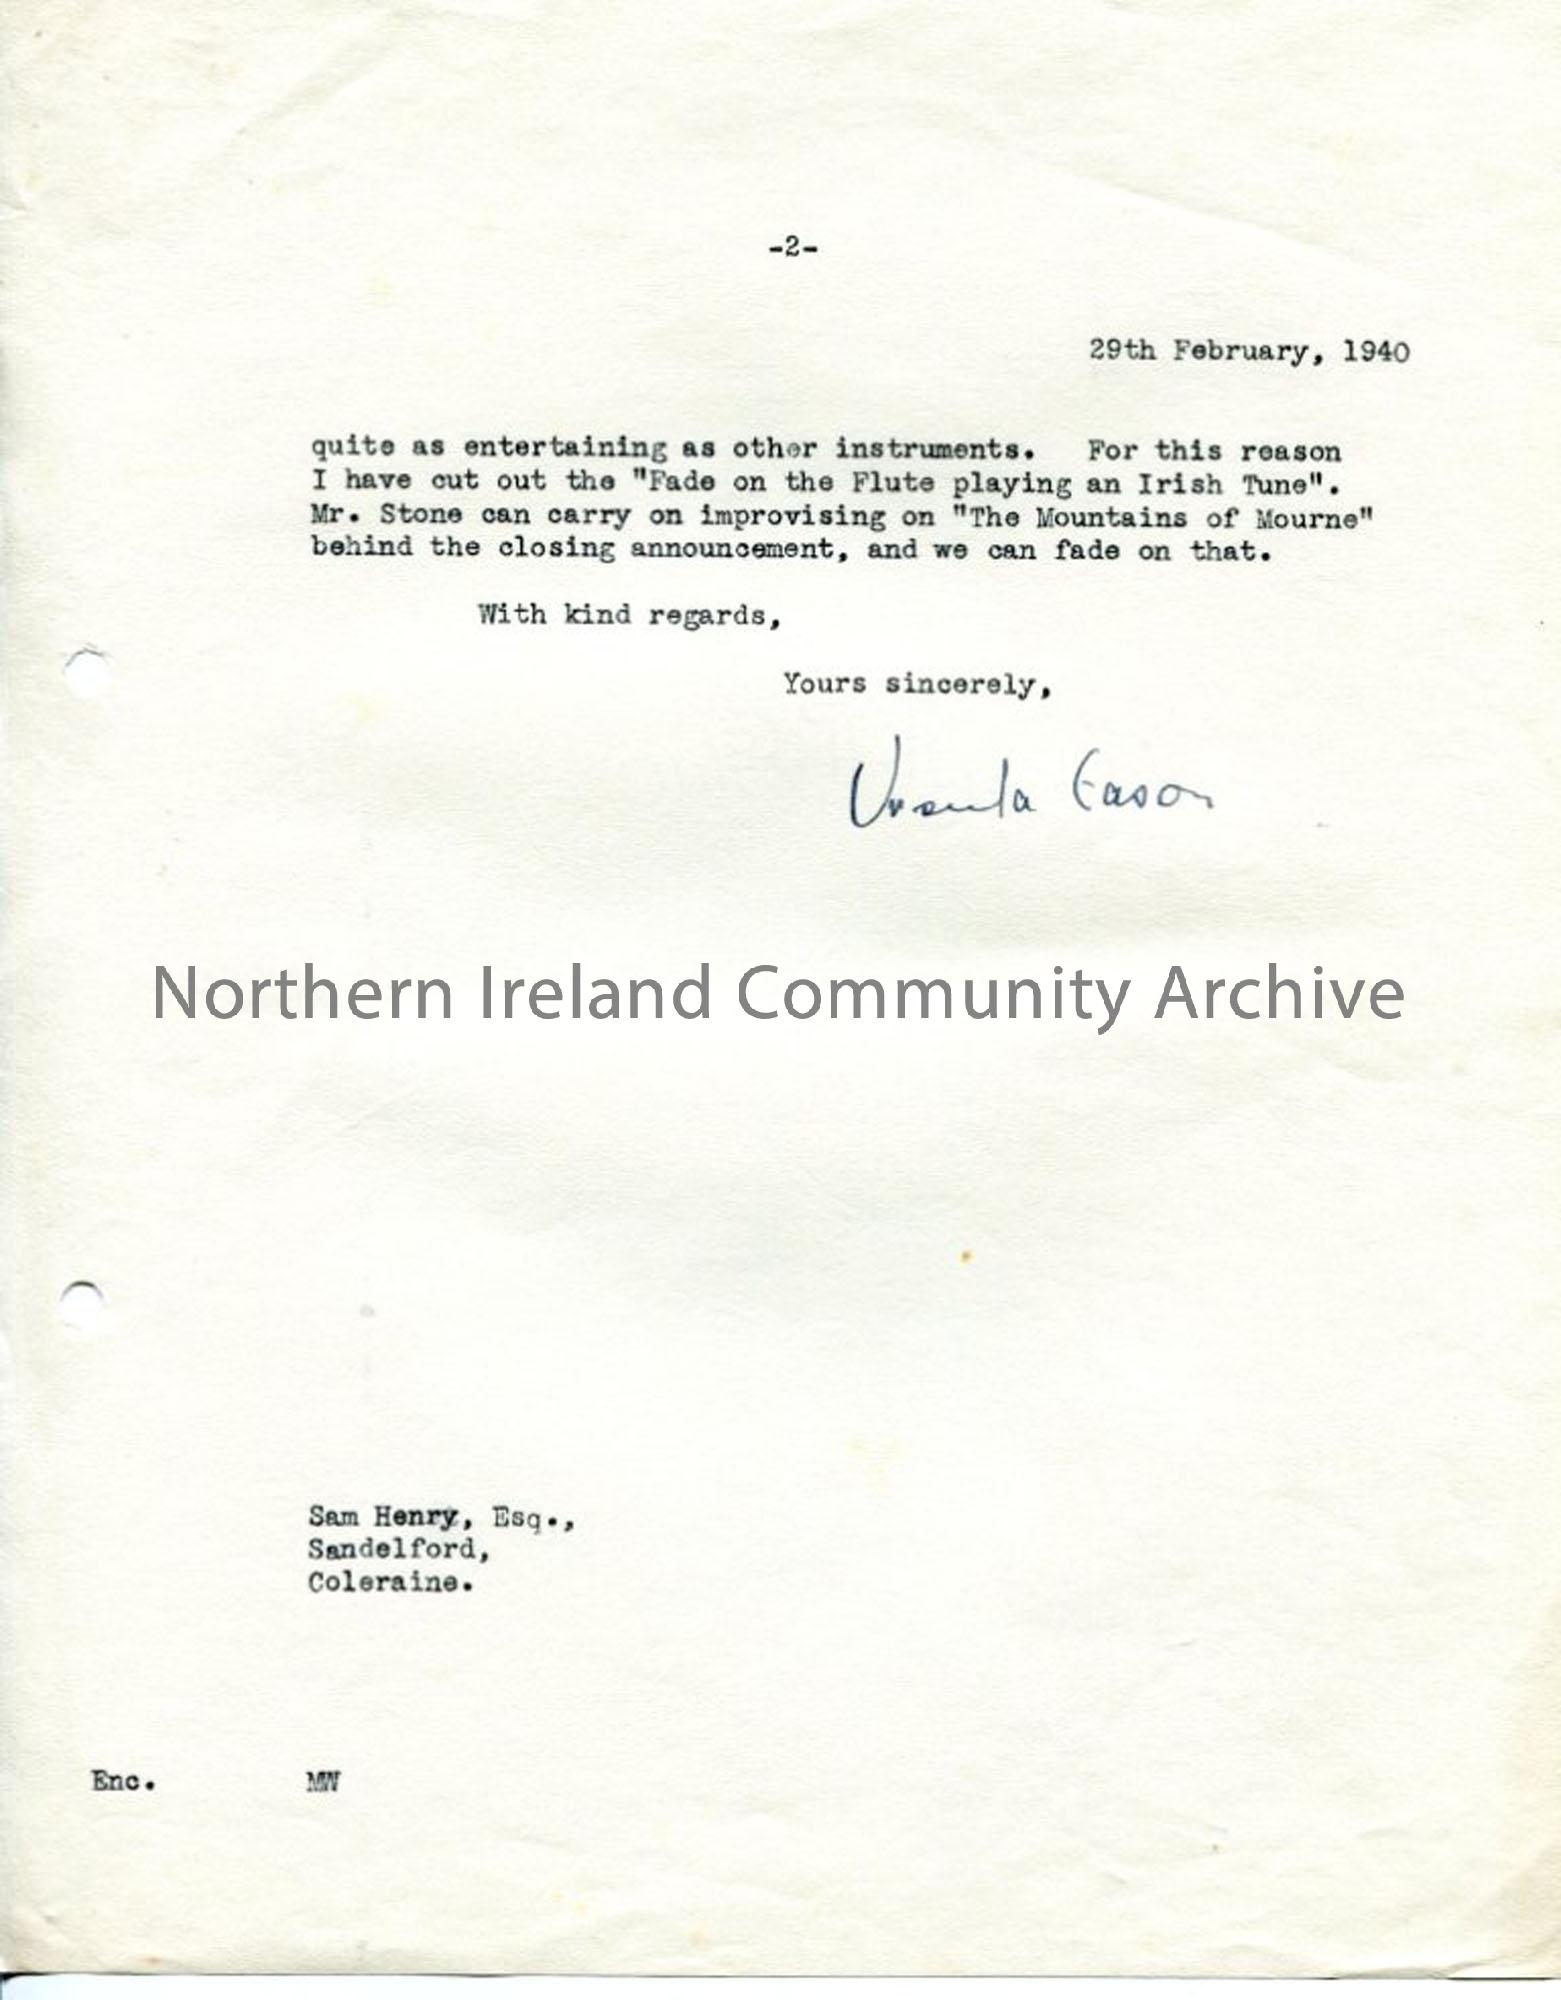 -2-
29th February, 1940
quite as entertaining as other instruments. For this reason
I have cut out the "Fade on the Flute playing an Irish Tune".
Mr. Stone can carry on improvising on "The Mountains of Mourne"
behind the closing announcement, and we can fade on that.
With kind regards,
Yours sincerely,
Ursula Eason
Northern Ireland Community Archive
Sam Henry, Esq.,
Sandelford,
Coleraine.
Enc. MW